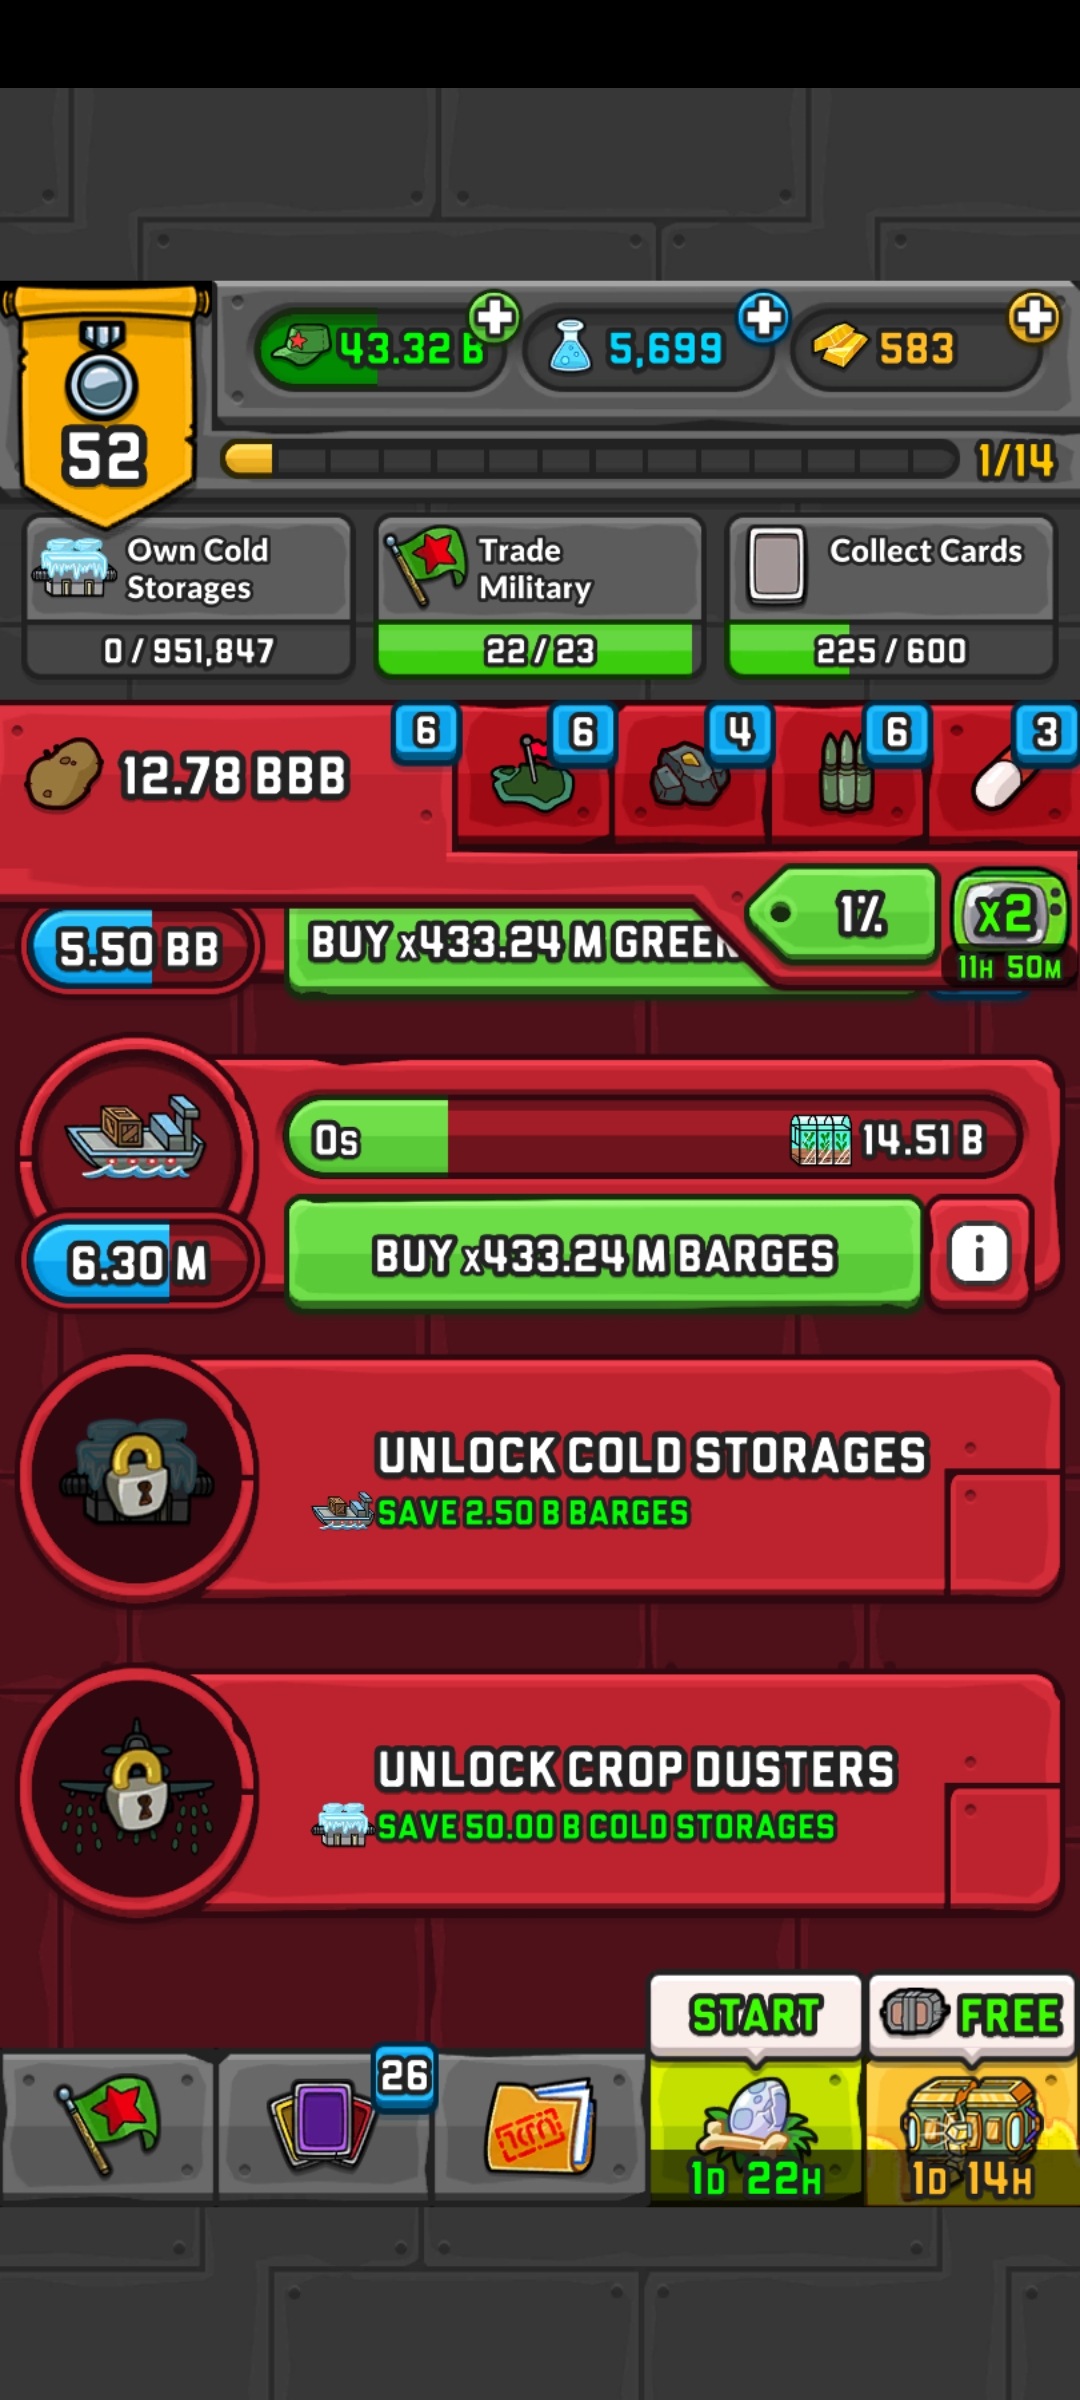 43.32 B
5,699
583
52
1/14
Own Cold
Storages
0 / 951,847
Trade
Military
22 / 23
Collect Cards
225 / 600
12.78 BBB
6
6
4
6
3
1%
x2
11H 50M
5.50 BB
BUY x433.24 M GREEN
0s
14.51 B
6.30 M
BUY x433.24 M BARGES
i
UNLOCK COLD STORAGES
SAVE 2.50 B BARGES
UNLOCK CROP DUSTERS
SAVE 50.00 B COLD STORAGES
START
FREE
26
1D 22H
1D 14H